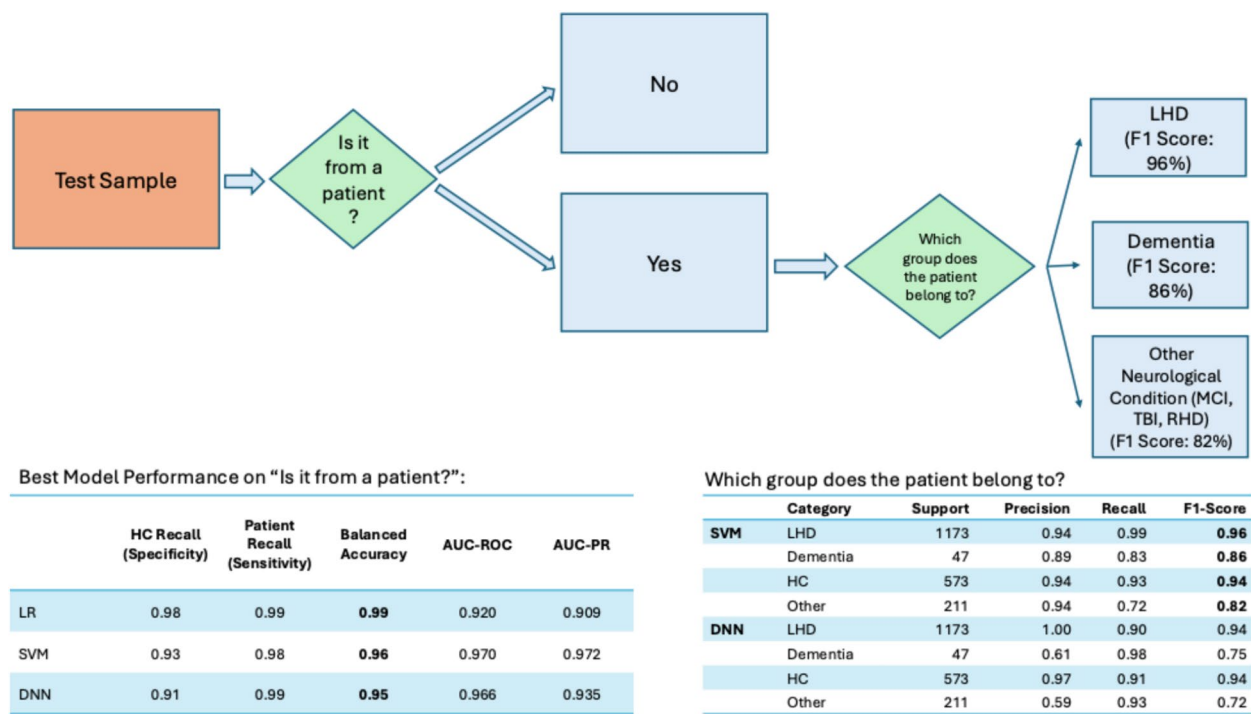 Test Sample
Is it
from a
patient
?
No
Yes
Which
group does
the patient
belong to?
LHD
(F1 Score:
96%)
Dementia
(F1 Score:
86%)
Other
Neurological
Condition (MCI,
TBI, RHD)
(F1 Score: 82%)
Best Model Performance on “Is it from a patient?”:
HC Recall (Specificity) Patient Recall (Sensitivity) Balanced Accuracy AUC-ROC AUC-PR
LR 0.98 0.99 0.99 0.920 0.909
SVM 0.93 0.98 0.96 0.970 0.972
DNN 0.91 0.99 0.95 0.966 0.935
Which group does the patient belong to?
Category Support Precision Recall F1-Score
SVM LHD 1173 0.94 0.99 0.96
Dementia 47 0.89 0.83 0.86
HC 573 0.94 0.93 0.94
Other 211 0.94 0.72 0.82
DNN LHD 1173 1.00 0.90 0.94
Dementia 47 0.61 0.98 0.75
HC 573 0.97 0.91 0.94
Other 211 0.59 0.93 0.72